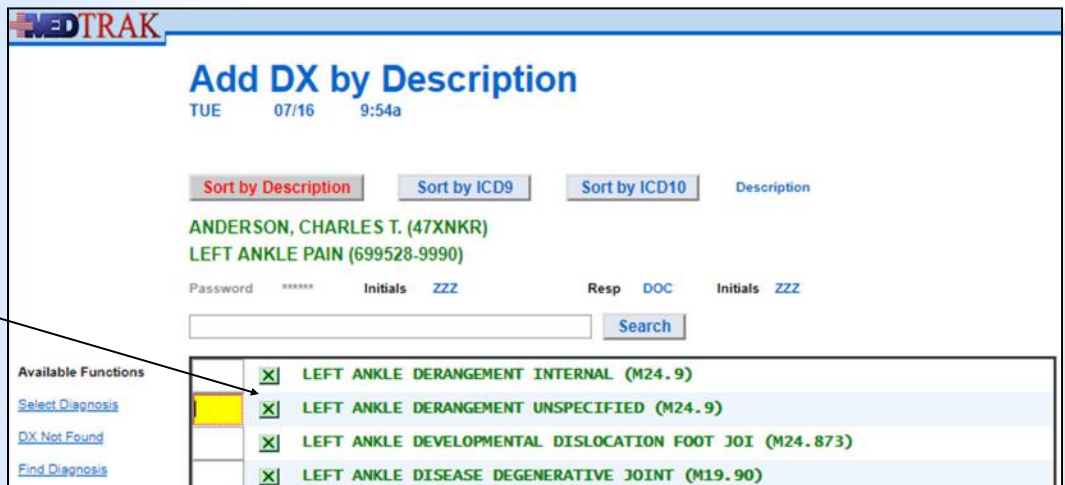 MEDTRAK
Add DX by Description
TUE 07/16 9:54a
Sort by Description Sort by ICD9 Sort by ICD10 Description
ANDERSON, CHARLES T. (47XNKR)
LEFT ANKLE PAIN (699528-9990)
Password ****** Initials ZZZ Resp DOC Initials ZZZ
Search
Available Functions
Select Diagnosis
DX Not Found
Find Diagnosis
X LEFT ANKLE DERANGEMENT INTERNAL (M24.9)
X LEFT ANKLE DERANGEMENT UNSPECIFIED (M24.9)
X LEFT ANKLE DEVELOPMENTAL DISLOCATION FOOT JOI (M24.873)
X LEFT ANKLE DISEASE DEGENERATIVE JOINT (M19.90)